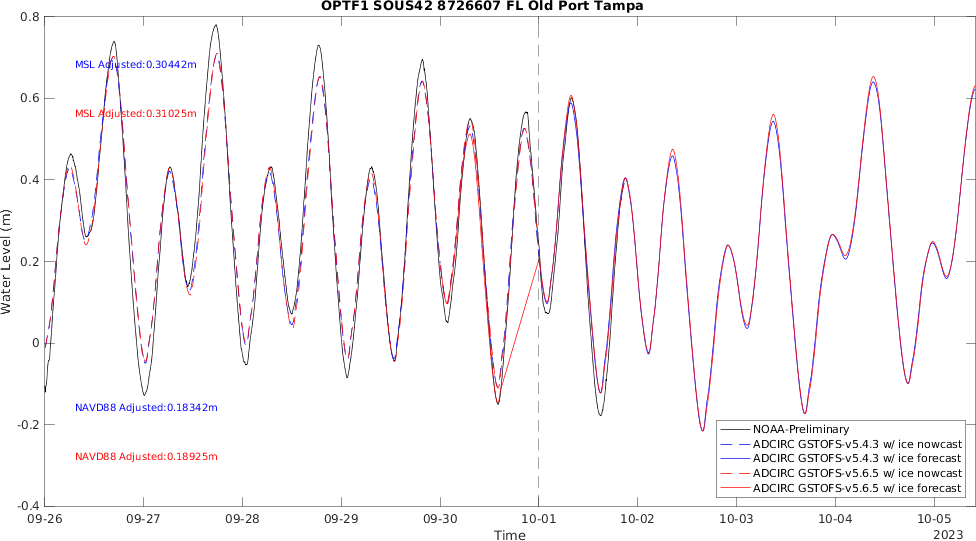 OPTF1 SOUS42 8726607 FL Old Port Tampa
0.8
0.6
0.4
0.2
0
-0.2
-0.4
Water Level (m)
MSL Adjusted:0.30442m
MSL Adjusted:0.31025m
NAVD88 Adjusted:0.18342m
NAVD88 Adjusted:0.18925m
NOAA-Preliminary
ADCIRC GSTOFS-v5.4.3 w/ ice nowcast
ADCIRC GSTOFS-v5.4.3 w/ ice forecast
ADCIRC GSTOFS-v5.6.5 w/ ice nowcast
ADCIRC GSTOFS-v5.6.5 w/ ice forecast
09-26 09-27 09-28 09-29 09-30 10-01 10-02 10-03 10-04 10-05
Time
2023